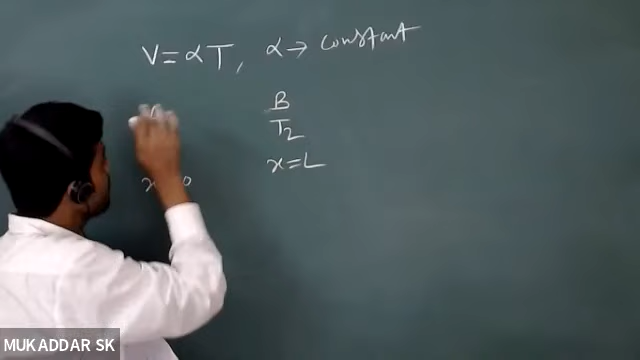 V = αT, α → constant
B
T₂
x = L
MUKADDAR SK